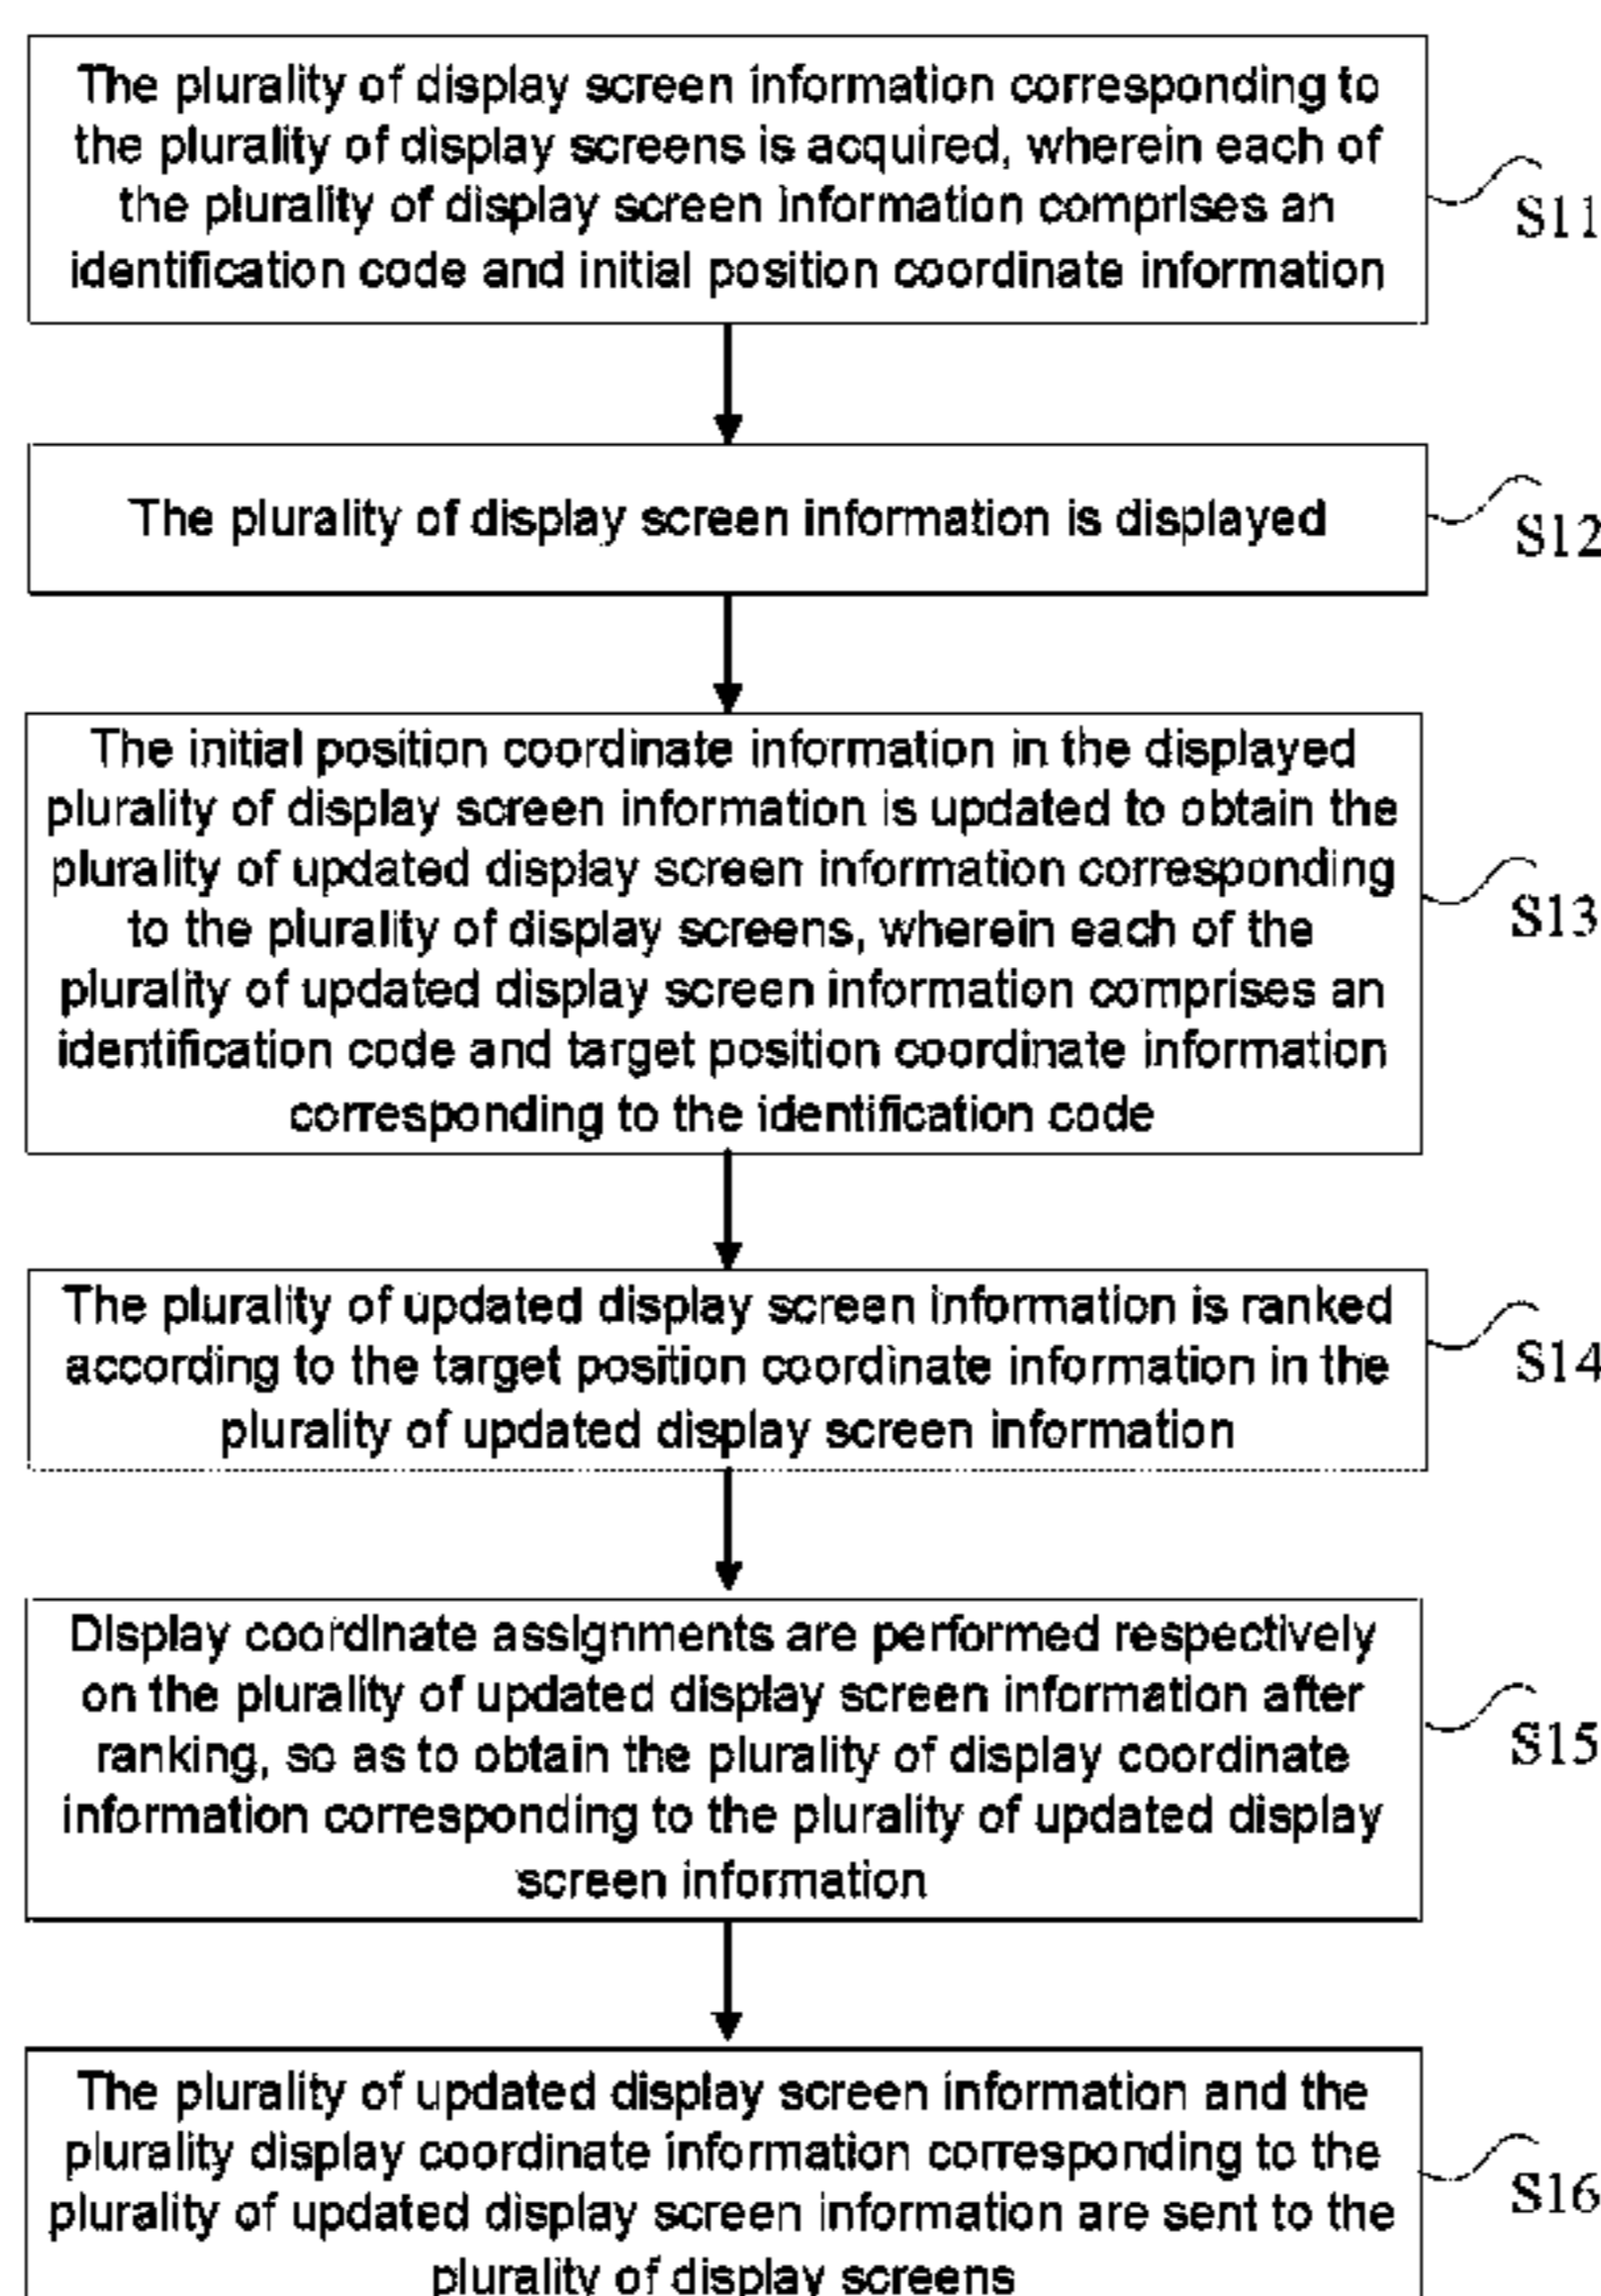 The plurality of display screen information corresponding to
the plurality of display screens is acquired, wherein each of
the plurality of display screen information comprises an
identification code and initial position coordinate information
S11
The plurality of display screen information is displayed
S12
The initial position coordinate information in the displayed
plurality of display screen information is updated to obtain the
plurality of updated display screen information corresponding
to the plurality of display screens, wherein each of the
plurality of updated display screen information comprises an
identification code and target position coordinate information
corresponding to the identification code
S13
The plurality of updated display screen information is ranked
according to the target position coordinate information in the
plurality of updated display screen information
S14
Display coordinate assignments are performed respectively
on the plurality of updated display screen information after
ranking, so as to obtain the plurality of display coordinate
information corresponding to the plurality of updated display
screen information
S15
The plurality of updated display screen information and the
plurality display coordinate information corresponding to the
plurality of updated display screen information are sent to the
plurality of display screens
S16